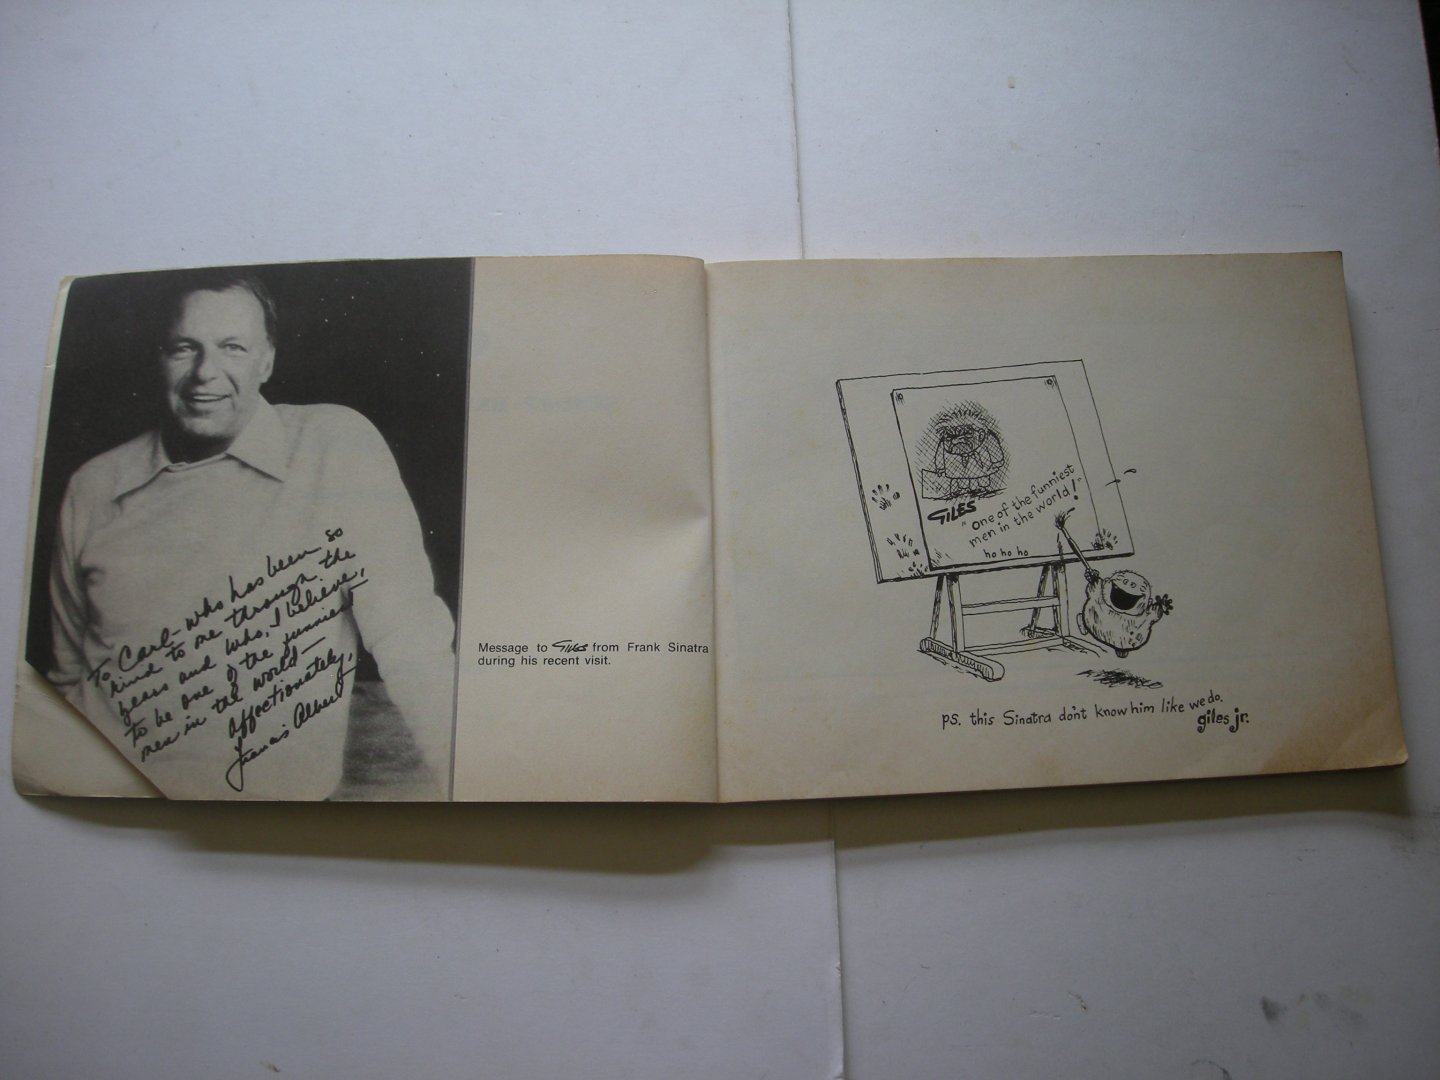 To Carl - who has been so
kind to me through the
years and who, I believe,
to be one of the funniest
men in the world -
affectionately,
Francis Albert
Message to GILES from Frank Sinatra
during his recent visit.
GILES
"one of the funniest
men in the world!"
ho ho ho
ps. this Sinatra don't know him like we do.
giles jr.